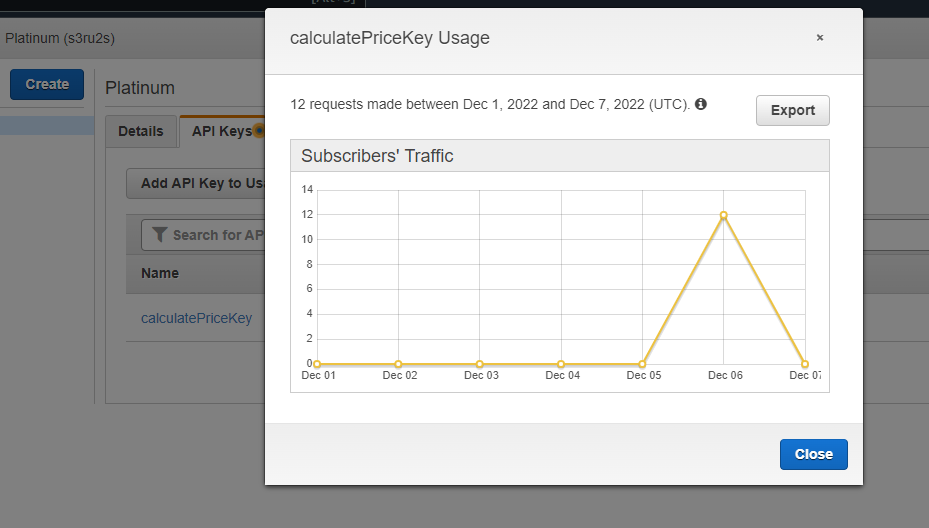 Platinum (s3ru2s)
Create
Platinum
Details
API Keys
Add API Key to Us
Search for AP
Name
calculatePriceKey
calculatePriceKey Usage
×
12 requests made between Dec 1, 2022 and Dec 7, 2022 (UTC).
Export
Subscribers' Traffic
14
12
10
8
6
4
2
0
Dec 01 Dec 02 Dec 03 Dec 04 Dec 05 Dec 06 Dec 07
Close